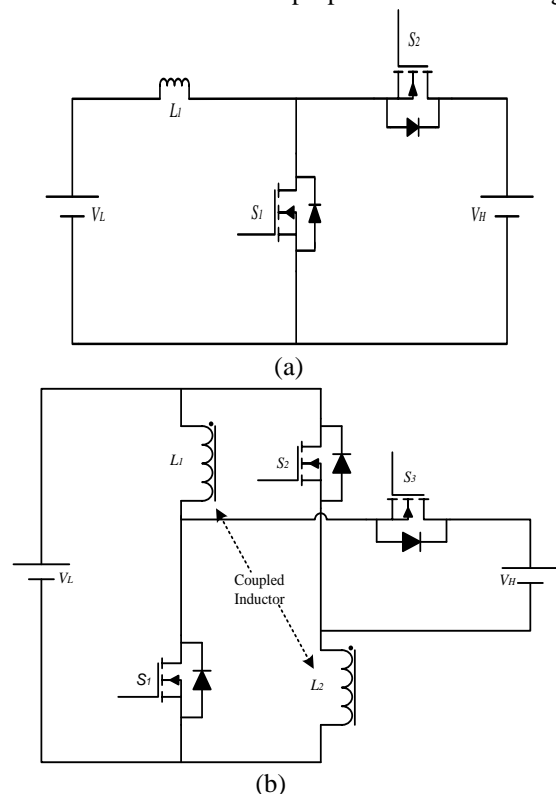 S2
L1
S1
VL
VH
(a)
L1
S2
S3
Coupled
Inductor
VL
VH
S1
L2
(b)